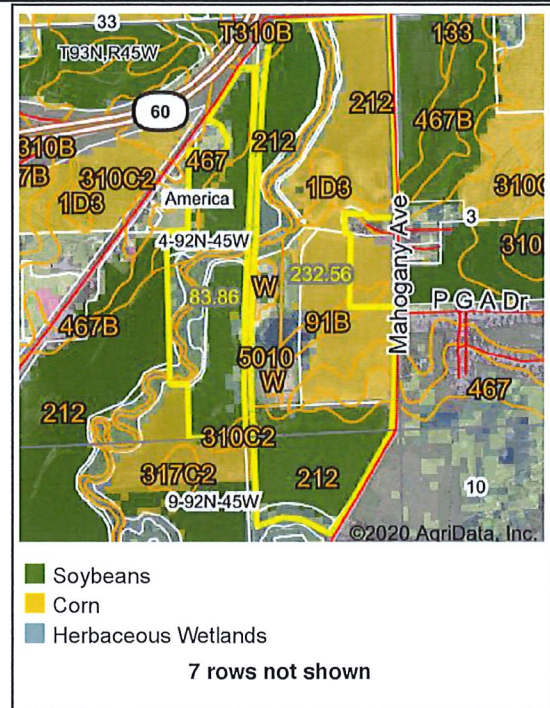 33
T310B
133
T93N,R45W
60
212
467B
310B
467
212
7B
310C2
1D3
310C
1D3
America
3
4-92N-45W
Mahogany Ave
310
W
232.56
83.86
P G A Dr
91B
467B
5010
W
467
212
310C2
317C2
212
10
9-92N-45W
©2020 AgriData, Inc.
Soybeans
Corn
Herbaceous Wetlands
7 rows not shown